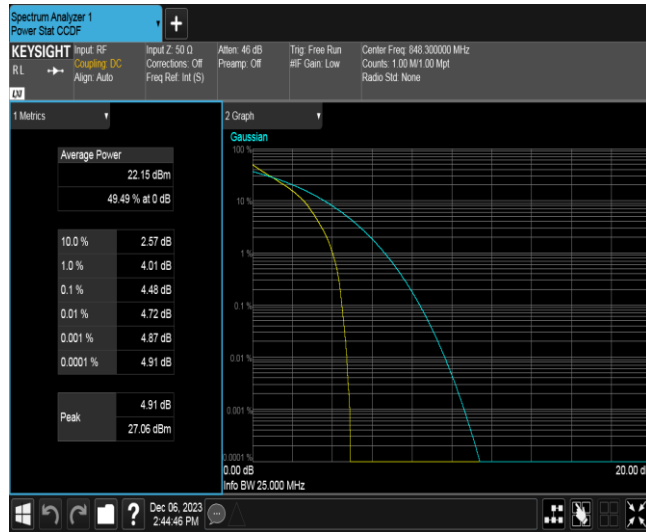 Spectrum Analyzer 1
Power Stat CCDF
KEYSIGHT
RL
LXI
Input: RF
Coupling: DC
Align: Auto
Input Z: 50 Ω
Corrections: Off
Freq Ref: Int (S)
Atten: 46 dB
Preamp: Off
Trig: Free Run
#IF Gain: Low
Center Freq: 848.300000 MHz
Counts: 1.00 M/1.00 Mpt
Radio Std: None
1 Metrics
Average Power
22.15 dBm
49.49 % at 0 dB
10.0 % 2.57 dB
1.0 % 4.01 dB
0.1 % 4.48 dB
0.01 % 4.72 dB
0.001 % 4.87 dB
0.0001 % 4.91 dB
Peak
4.91 dB
27.06 dBm
2 Graph
Gaussian
100 %
10 %
1 %
0.1 %
0.01 %
0.001 %
0.0001 %
0.00 dB
20.00 d
Info BW 25.000 MHz
?
Dec 06, 2023
2:44:46 PM